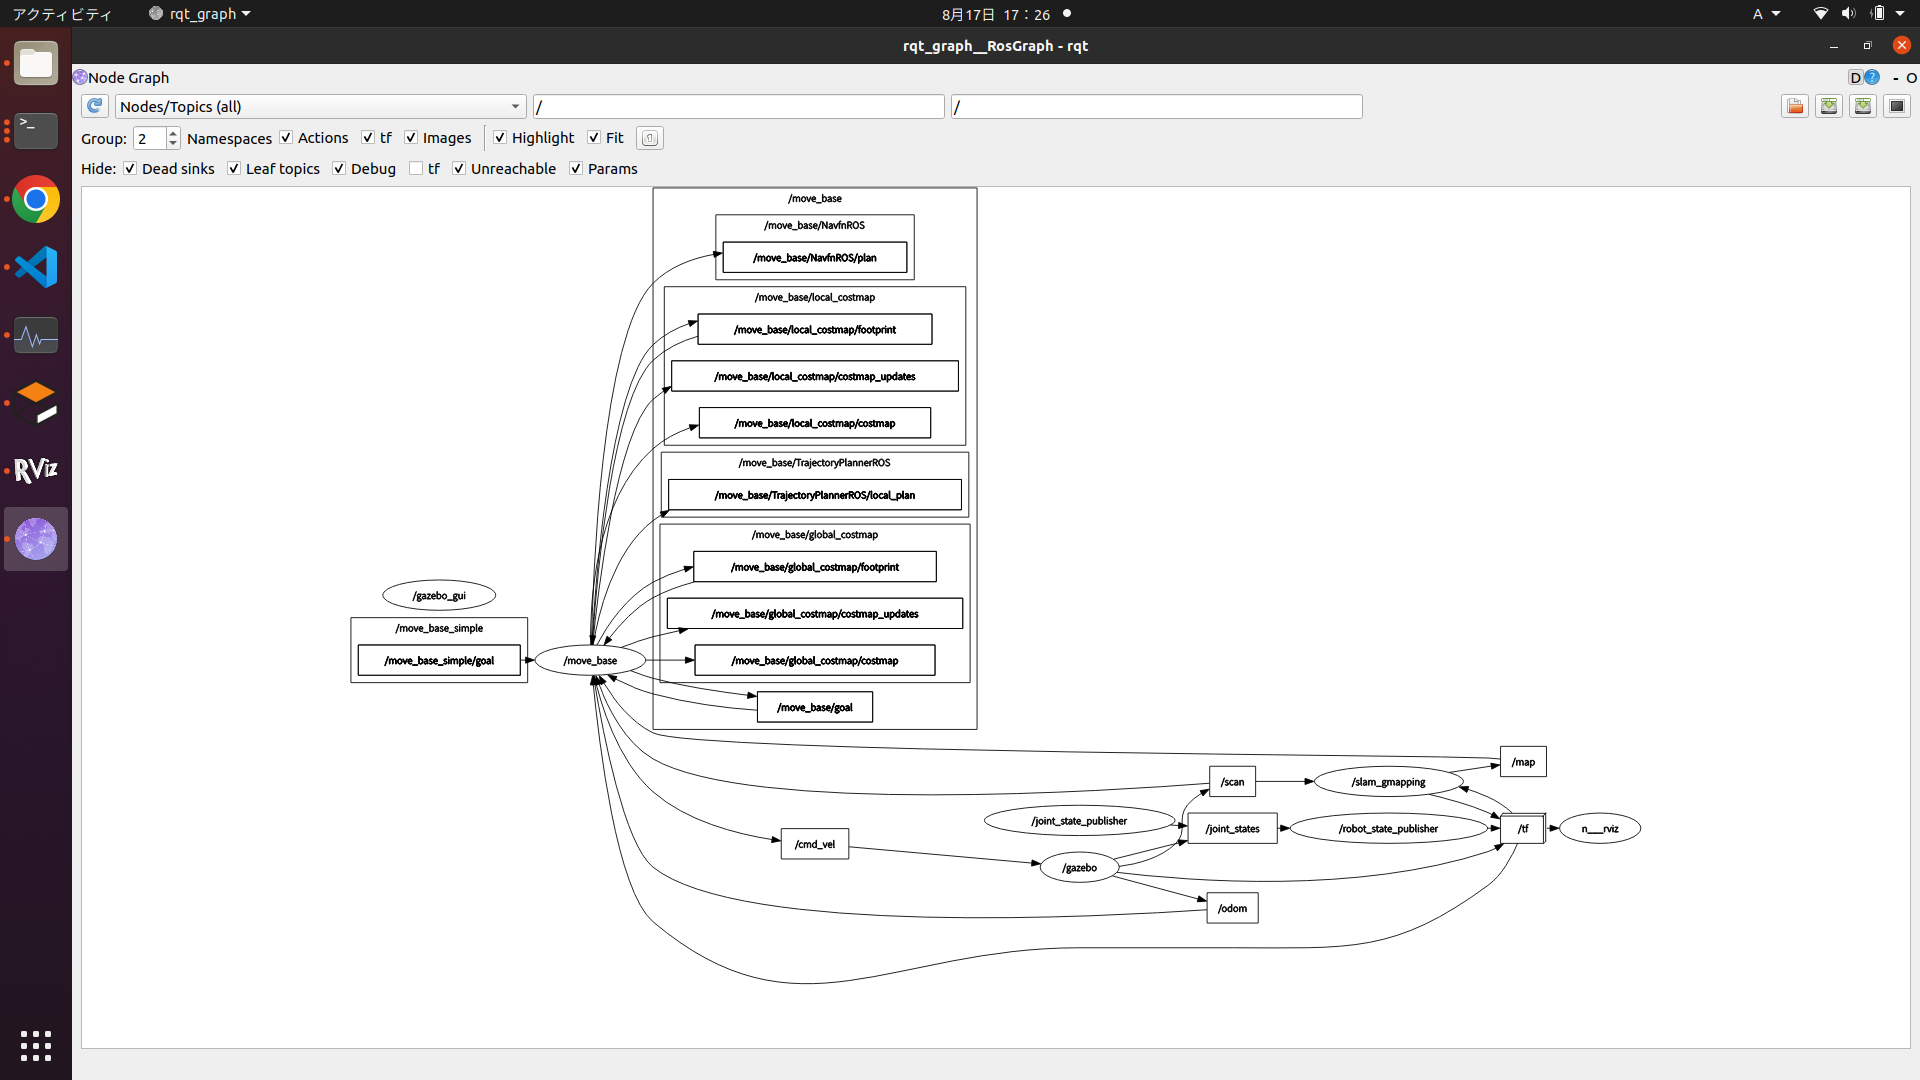 アクティビティ
rqt_graph
8月17日 17：26
A
rqt_graph__RosGraph - rqt
Node Graph
D
?
- O
Nodes/Topics (all)
/
/
Group:
2
Namespaces
Actions
tf
Images
Highlight
Fit
Hide:
Dead sinks
Leaf topics
Debug
tf
Unreachable
Params
>_
RViz
/move_base
/move_base/NavfnROS
/move_base/NavfnROS/plan
/move_base/local_costmap
/move_base/local_costmap/footprint
/move_base/local_costmap/costmap_updates
/move_base/local_costmap/costmap
/move_base/TrajectoryPlannerROS
/move_base/TrajectoryPlannerROS/local_plan
/move_base/global_costmap
/move_base/global_costmap/footprint
/move_base/global_costmap/costmap_updates
/move_base/global_costmap/costmap
/move_base/goal
/gazebo_gui
/move_base_simple
/move_base_simple/goal
/move_base
/map
/scan
/slam_gmapping
/joint_state_publisher
/joint_states
/robot_state_publisher
/tf
n___rviz
/cmd_vel
/gazebo
/odom